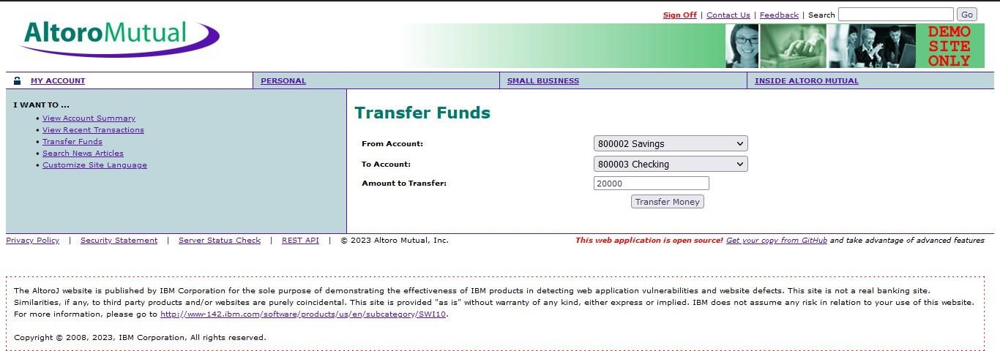 Sign Off | Contact Us | Feedback | Search Go
AltoroMutual
DEMO
SITE
ONLY
MY ACCOUNT PERSONAL SMALL BUSINESS INSIDE ALTORO MUTUAL
I WANT TO ...
• View Account Summary
• View Recent Transactions
• Transfer Funds
• Search News Articles
• Customize Site Language
Transfer Funds
From Account: 800002 Savings
To Account: 800003 Checking
Amount to Transfer: 20000
Transfer Money
Privacy Policy | Security Statement | Server Status Check | REST API | © 2023 Altoro Mutual, Inc. This web application is open source! Get your copy from GitHub and take advantage of advanced features
The AltoroJ website is published by IBM Corporation for the sole purpose of demonstrating the effectiveness of IBM products in detecting web application vulnerabilities and website defects. This site is not a real banking site.
Similarities, if any, to third party products and/or websites are purely coincidental. This site is provided "as is" without warranty of any kind, either express or implied. IBM does not assume any risk in relation to your use of this website.
For more information, please go to http://www-142.ibm.com/software/products/us/en/subcategory/SWI10.
Copyright © 2008, 2023, IBM Corporation, All rights reserved.